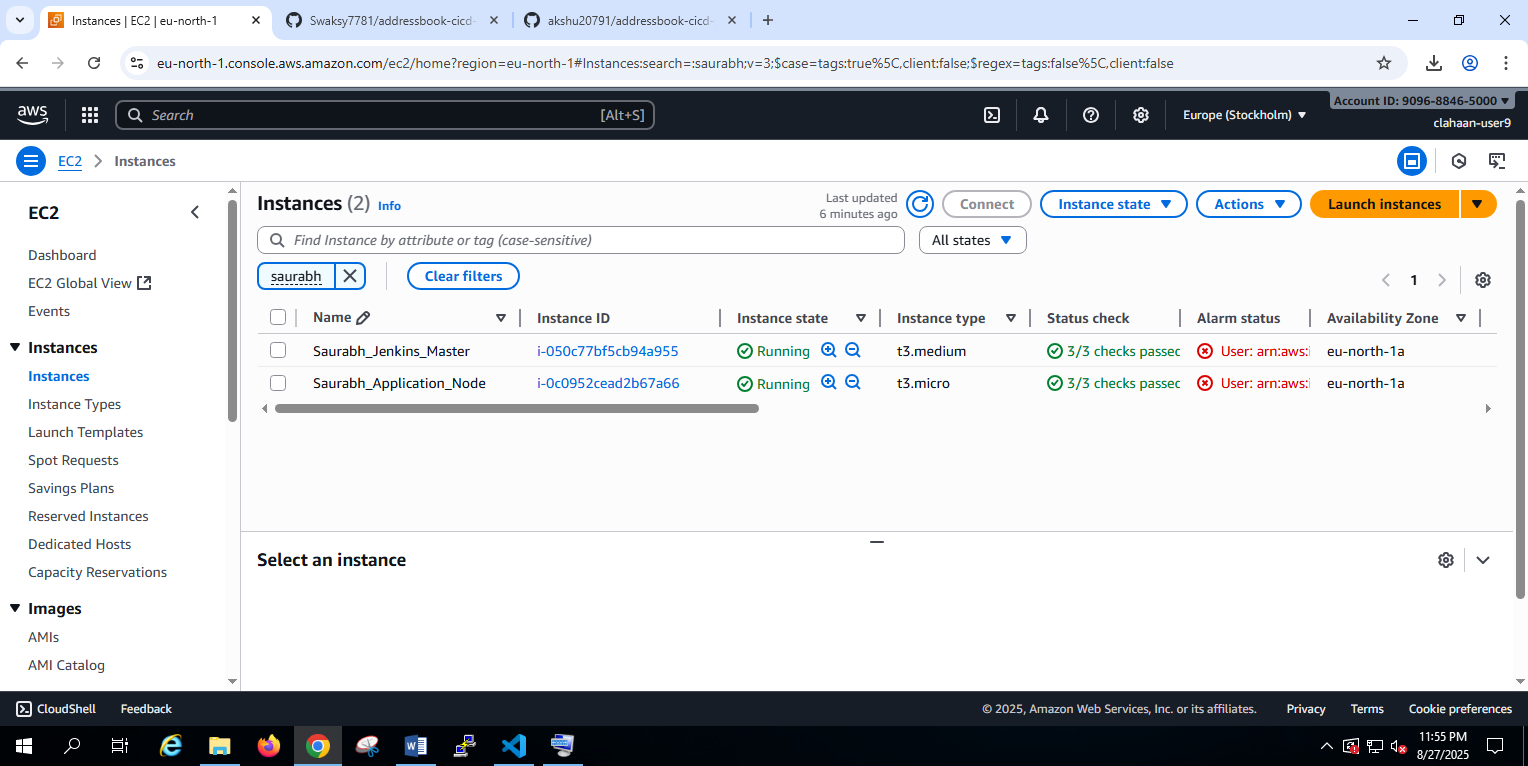 Instances | EC2 | eu-north-1
Swaksy7781/addressbook-cicd-
akshu20791/addressbook-cicd-
eu-north-1.console.aws.amazon.com/ec2/home?region=eu-north-1#Instances:search=:saurabh;v=3;$case=tags:true%5C,client:false;$regex=tags:false%5C,client:false
aws
Search
[Alt+S]
Europe (Stockholm)
Account ID: 9096-8846-5000
clahaan-user9
EC2
Instances
EC2
Dashboard
EC2 Global View
Events
Instances
Instances
Instance Types
Launch Templates
Spot Requests
Savings Plans
Reserved Instances
Dedicated Hosts
Capacity Reservations
Images
AMIs
AMI Catalog
Instances (2) Info
Last updated
6 minutes ago
Connect
Instance state
Actions
Launch instances
Find Instance by attribute or tag (case-sensitive)
All states
saurabh
Clear filters
1
Name Instance ID Instance state Instance type Status check Alarm status Availability Zone
Saurabh_Jenkins_Master i-050c77bf5cb94a955 Running t3.medium 3/3 checks passed User: arn:aws:i eu-north-1a
Saurabh_Application_Node i-0c0952cead2b67a66 Running t3.micro 3/3 checks passed User: arn:aws:i eu-north-1a
Select an instance
CloudShell
Feedback
© 2025, Amazon Web Services, Inc. or its affiliates.
Privacy
Terms
Cookie preferences
11:55 PM
8/27/2025